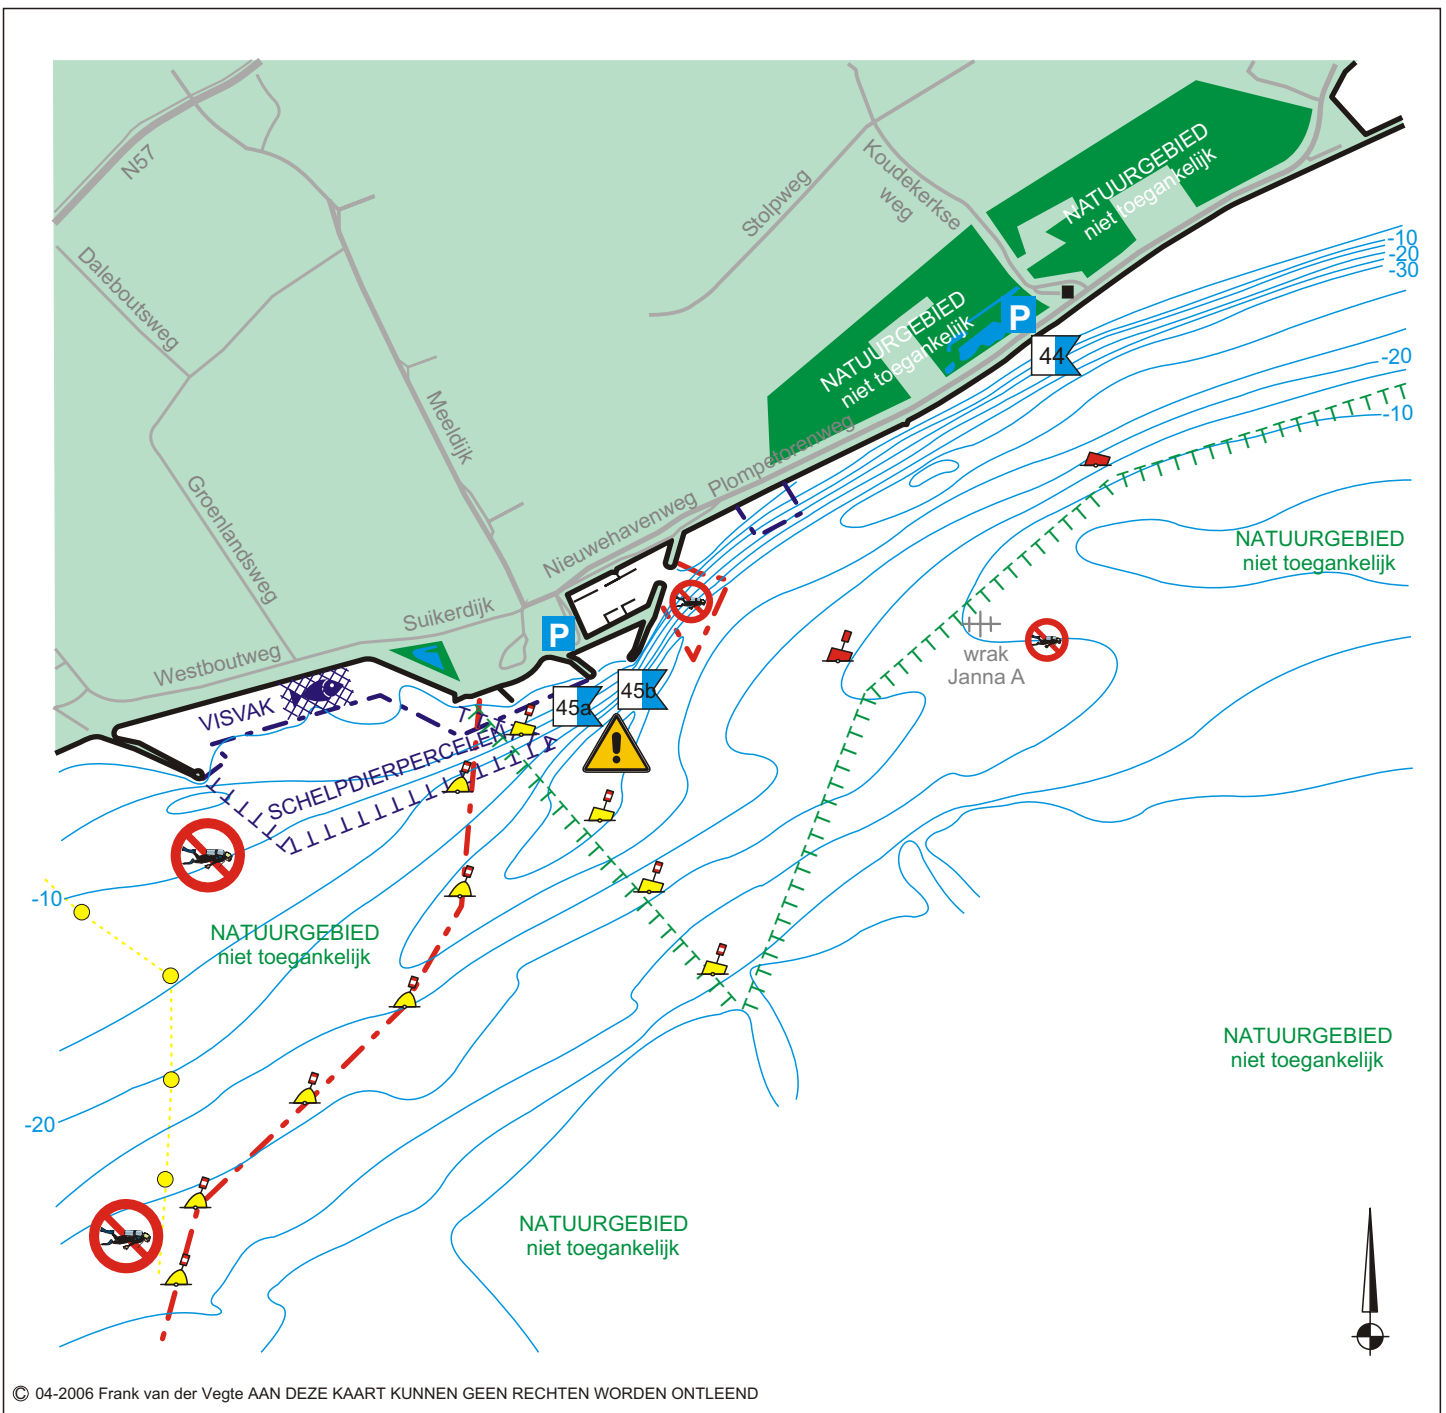 N57
Daleboutsweg
Groenlandsweg
Meeldijk
Stolpweg
Koudekerkse
weg
NATUURGEBIED
niet toegankelijk
NATUURGEBIED
niet toegankelijk
P
44
-10
-20
-30
-20
-10
Plompetorenweg
Nieuwehavenweg
Suikerdijk
Westboutweg
P
45a
45b
VISVAK
SCHELPDIERPERCELEN
NATUURGEBIED
niet toegankelijk
wrak
Janna A
-10
NATUURGEBIED
niet toegankelijk
NATUURGEBIED
niet toegankelijk
-20
NATUURGEBIED
niet toegankelijk
© 04-2006 Frank van der Vegte AAN DEZE KAART KUNNEN GEEN RECHTEN WORDEN ONTLEEND